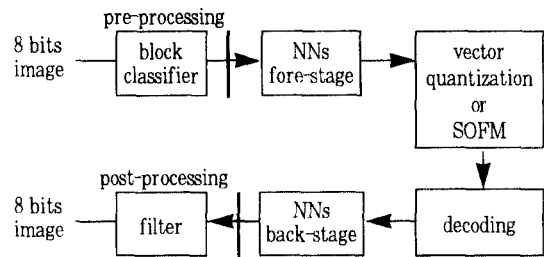 pre-processing
8 bits
image
block
classifier
NNs
fore-stage
vector
quantization
or
SOFM
post-processing
8 bits
image
filter
NNs
back-stage
decoding